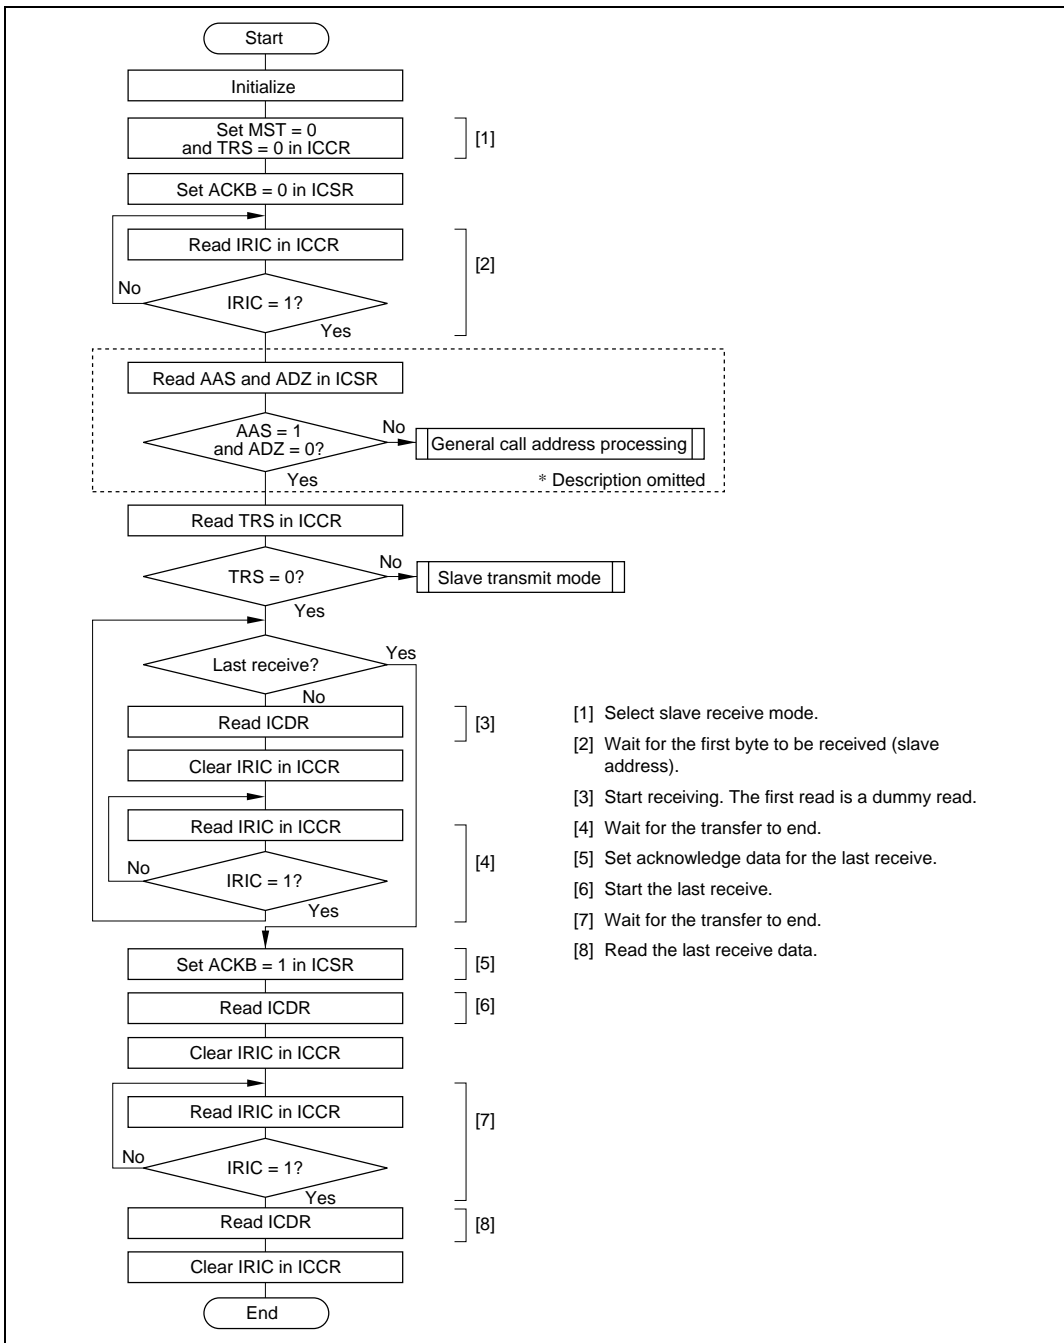 Start
Initialize
Set MST = 0
and TRS = 0 in ICCR
[1]
Set ACKB = 0 in ICSR
Read IRIC in ICCR
[2]
No
IRIC = 1?
Yes
Read AAS and ADZ in ICSR
AAS = 1
and ADZ = 0?
No
General call address processing
Yes
* Description omitted
Read TRS in ICCR
TRS = 0?
No
Slave transmit mode
Yes
Last receive?
Yes
No
Read ICDR
[3]
Clear IRIC in ICCR
Read IRIC in ICCR
[4]
No
IRIC = 1?
Yes
Set ACKB = 1 in ICSR
[5]
Read ICDR
[6]
Clear IRIC in ICCR
Read IRIC in ICCR
[7]
No
IRIC = 1?
Yes
Read ICDR
[8]
Clear IRIC in ICCR
End
[1] Select slave receive mode.
[2] Wait for the first byte to be received (slave
address).
[3] Start receiving. The first read is a dummy read.
[4] Wait for the transfer to end.
[5] Set acknowledge data for the last receive.
[6] Start the last receive.
[7] Wait for the transfer to end.
[8] Read the last receive data.